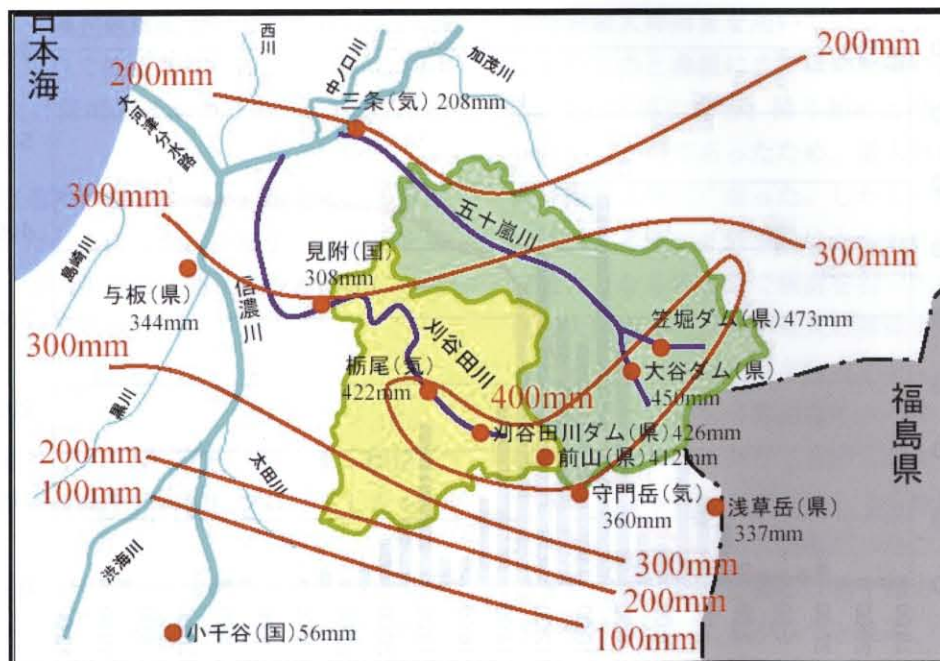 日本海
西川
中ノ口川
加茂川
200mm
200mm
三条(気) 208mm
大河津分水路
五十嵐川
300mm
島崎川
見附(国)
308mm
300mm
与板(県)
344mm
信濃川
刈谷田川
笠堀ダム(県)473mm
300mm
栃尾(気)
422mm
大谷ダム(県)
450mm
400mm
黒川
刈谷田川ダム(県)426mm
福島県
前山(県)412mm
200mm
太田川
100mm
守門岳(気)
360mm
浅草岳(県)
337mm
渋海川
300mm
200mm
100mm
小千谷(国)56mm